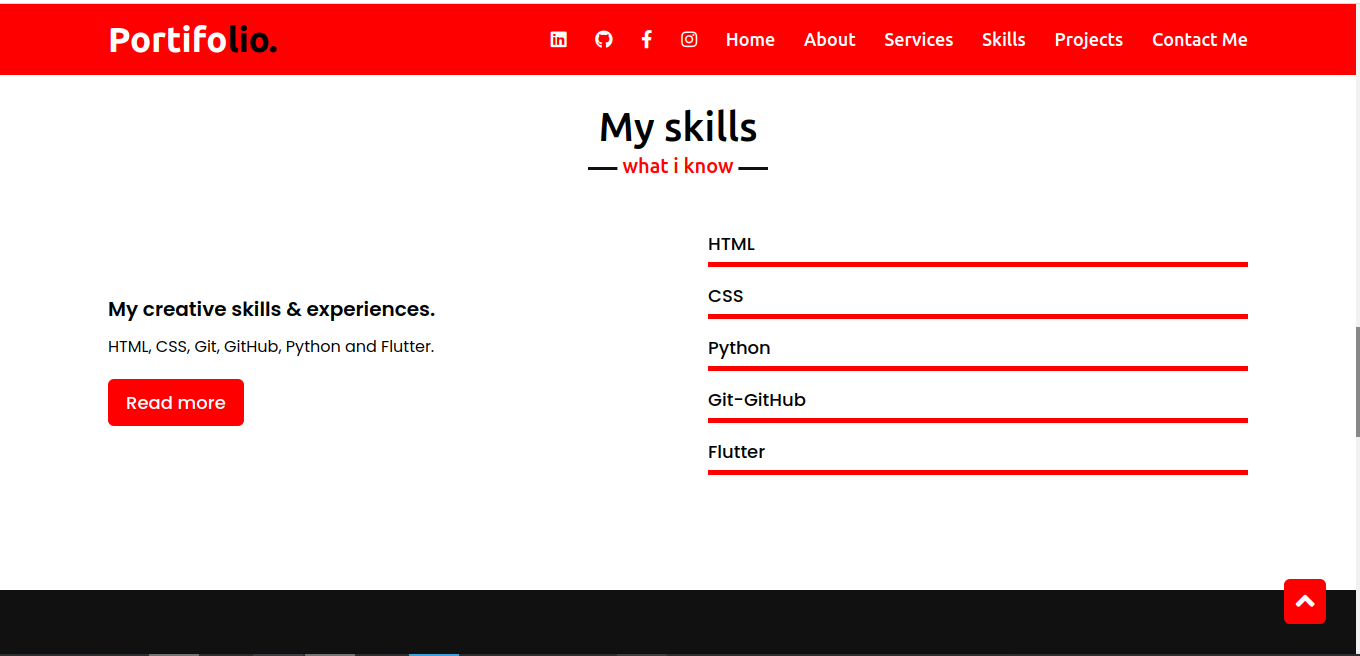 Portifolio.
Home About Services Skills Projects Contact Me
My skills
what i know
My creative skills & experiences.
HTML, CSS, Git, GitHub, Python and Flutter.
Read more
HTML
CSS
Python
Git-GitHub
Flutter